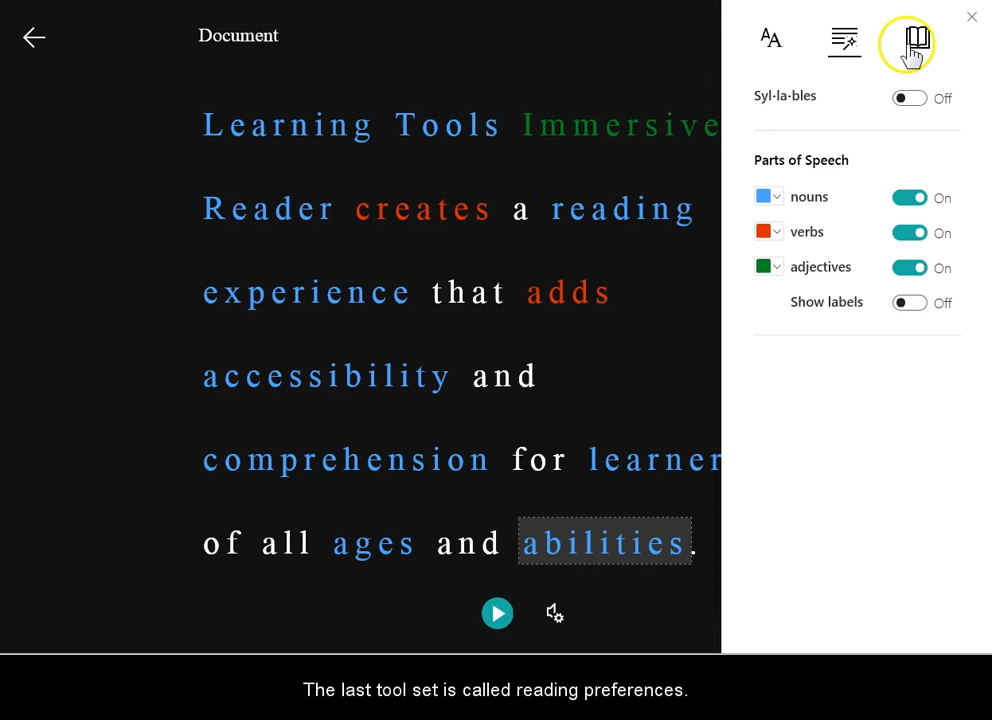 Document
Learning Tools Immersive
Reader creates a reading
experience that adds
accessibility and
comprehension for learner
of all ages and abilities.
AA
Syl·la·bles Off
Parts of Speech
nouns On
verbs On
adjectives On
Show labels Off
The last tool set is called reading preferences.